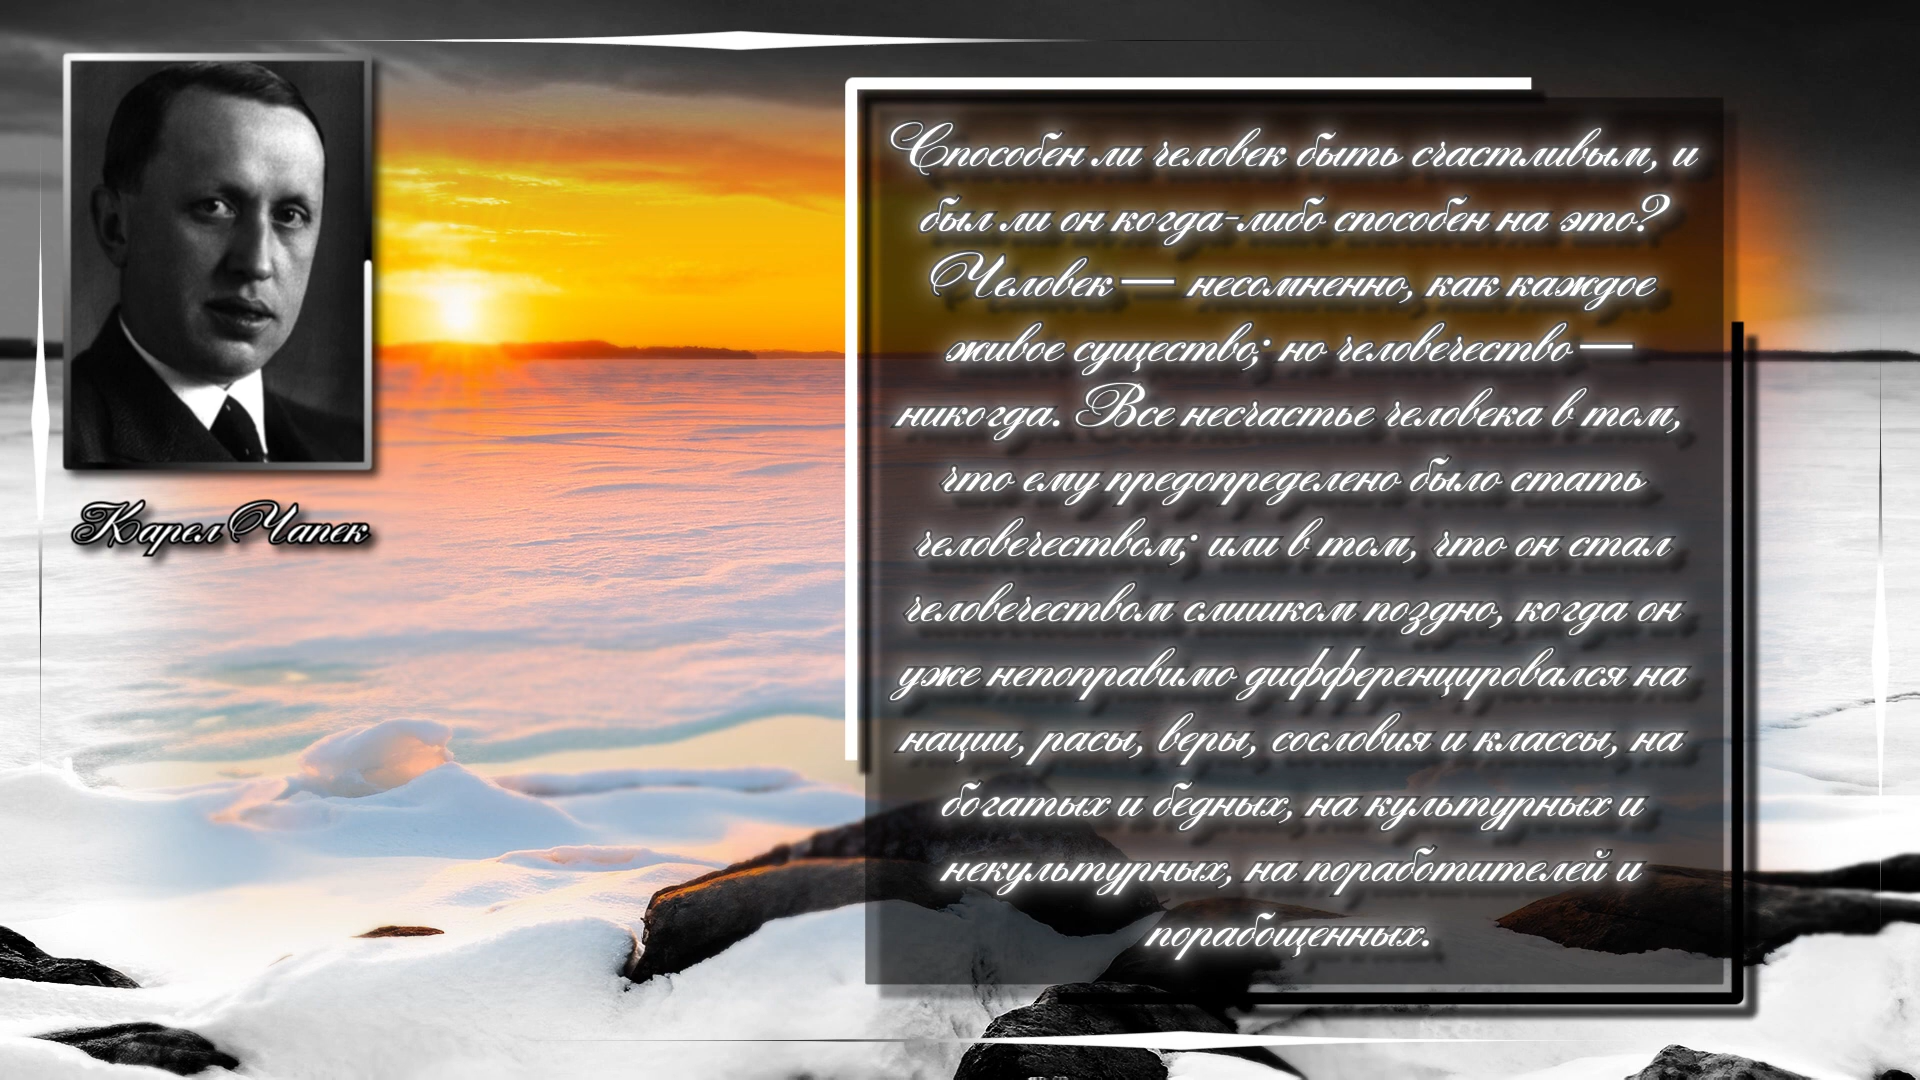 Карел Чапек
Способен ли человек быть счастливым, и
был ли он когда-либо способен на это?
Человек — несомненно, как каждое
живое существо; но человечество —
никогда. Все несчастье человека в том,
что ему предопределено было стать
человечеством; или в том, что он стал
человечеством слишком поздно, когда он
уже непоправимо дифференцировался на
нации, расы, веры, сословия и классы, на
богатых и бедных, на культурных и
некультурных, на поработителей и
порабощенных.